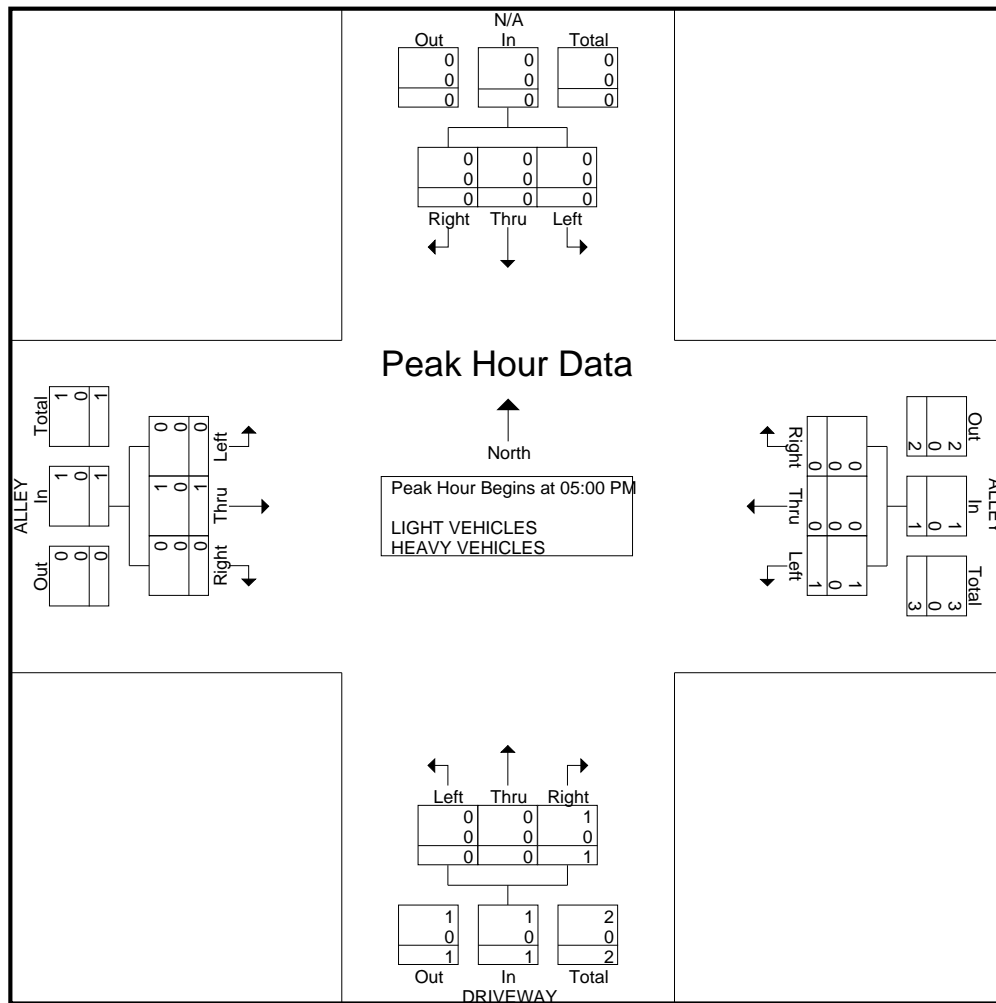 N/A
Out In Total
0 0 0
0 0 0
0 0 0
0 0 0
0 0 0
0 0 0
Right Thru Left
Peak Hour Data
North
Peak Hour Begins at 05:00 PM
LIGHT VEHICLES
HEAVY VEHICLES
ALLEY
Out In Total
0 1 1
0 0 0
0 1 1
Right Thru Left
0 1 0
0 0 0
0 1 0
ALLEY
Out In Total
2 1 3
0 0 0
2 1 3
Right Thru Left
0 0 1
0 0 0
0 0 1
Left Thru Right
0 0 1
0 0 0
0 0 1
1 1 2
0 0 0
1 1 2
Out In Total
DRIVEWAY